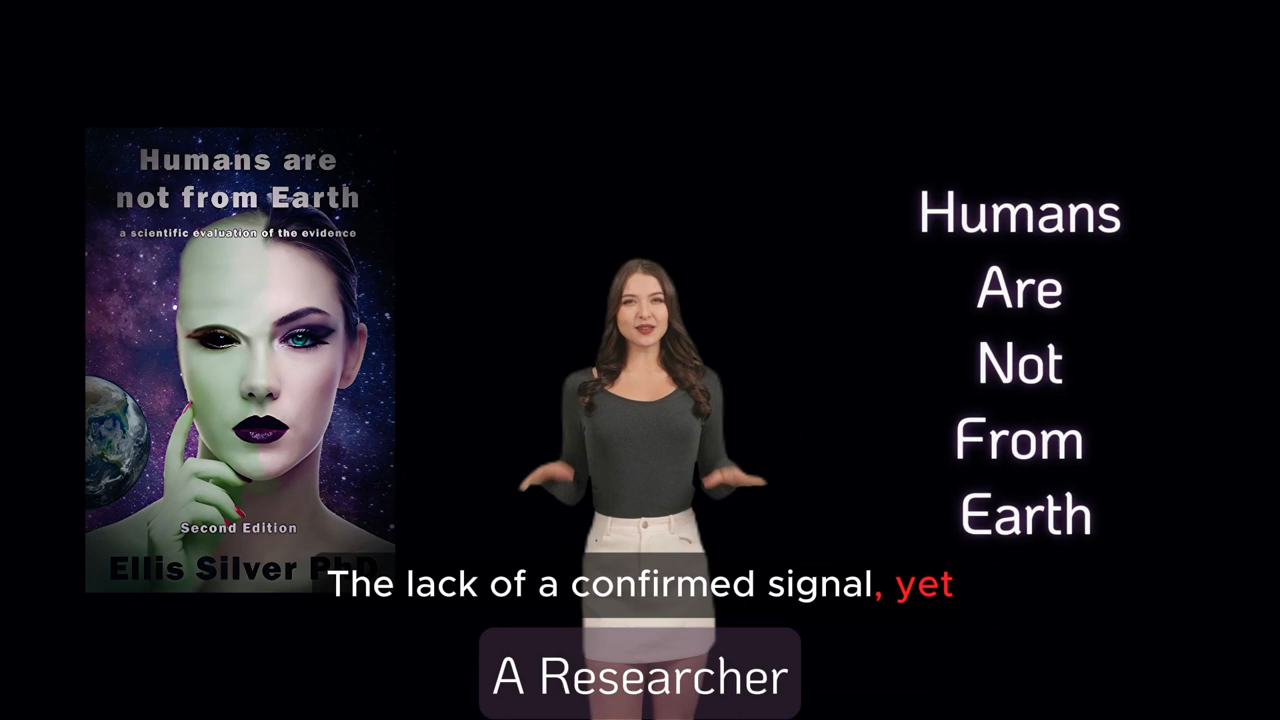 Humans are
not from Earth
a scientific evaluation of the evidence
Second Edition
Ellis Silver PhD
Humans
Are
Not
From
Earth
The lack of a confirmed signal, yet
A Researcher